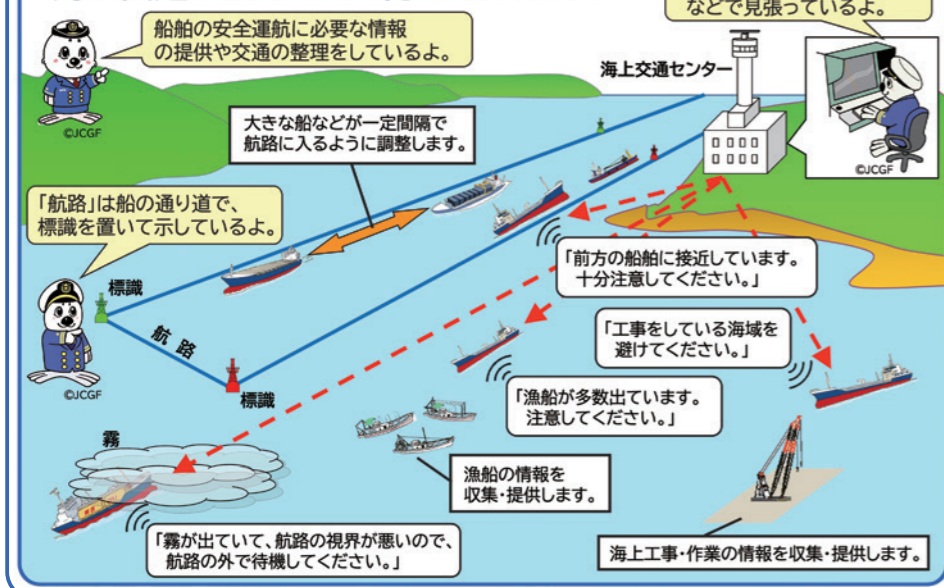 などで見張っているよ。
船舶の安全運航に必要な情報
の提供や交通の整理をしているよ。
©JCGF
海上交通センター
©JCGF
大きな船などが一定間隔で
航路に入るように調整します。
「航路」は船の通り道で、
標識を置いて示しているよ。
©JCGF
標識
航路
標識
「前方の船舶に接近しています。
十分注意してください。」
「工事をしている海域を
避けてください。」
「漁船が多数出ています。
注意してください。」
霧
漁船の情報を
収集・提供します。
「霧が出ていて、航路の視界が悪いので、
航路の外で待機してください。」
海上工事・作業の情報を収集・提供します。